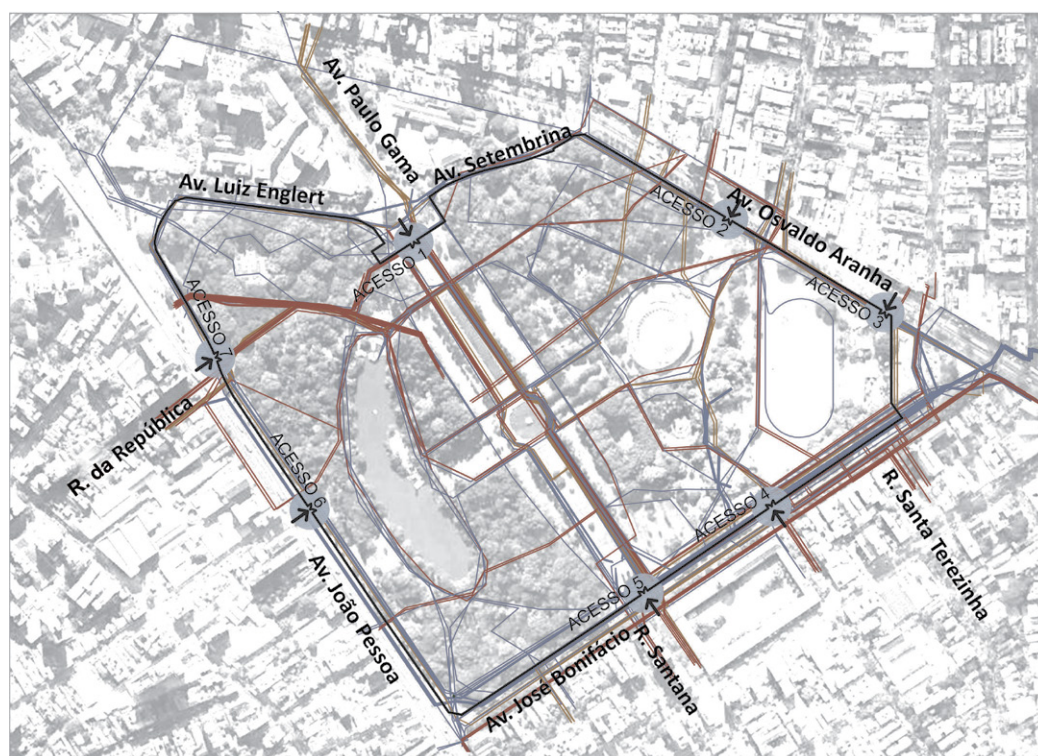 Av. Paulo Gama
Av. Setembrina
Av. Luiz Englert
ACESSO 1
ACESSO 2
Av. Osvaldo Aranha
ACESSO 3
ACESSO 7
R. da República
ACESSO 6
Av. João Pessoa
ACESSO 4
ACESSO 5
R. Santa Terezinha
Av. José Bonifácio
R. Santana